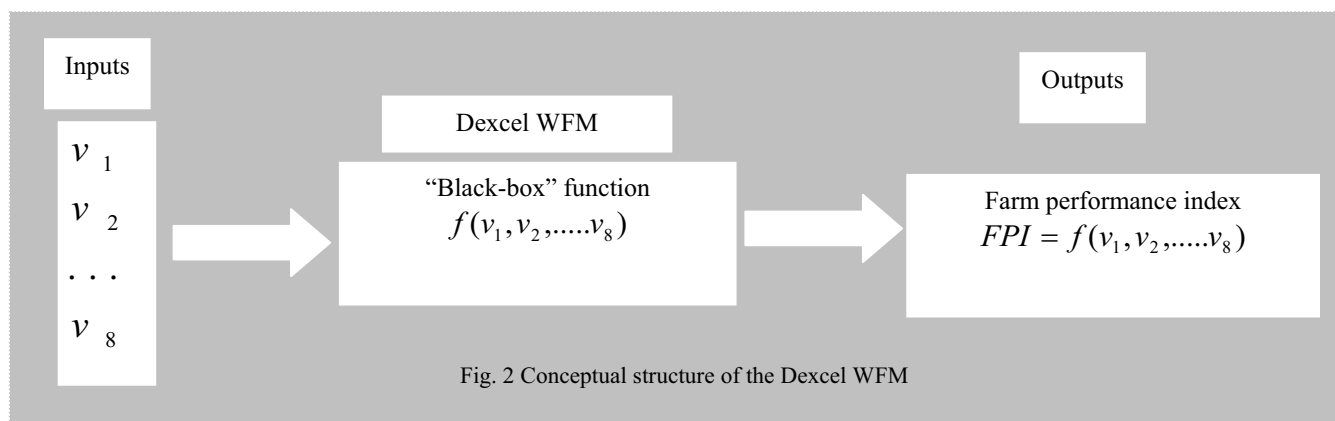 Inputs
v 1
v 2
. . .
v 8
Dexcel WFM
“Black-box” function
f(v₁,v₂,.....v₈)
Outputs
Farm performance index
FPI = f(v₁,v₂,.....v₈)
Fig. 2 Conceptual structure of the Dexcel WFM